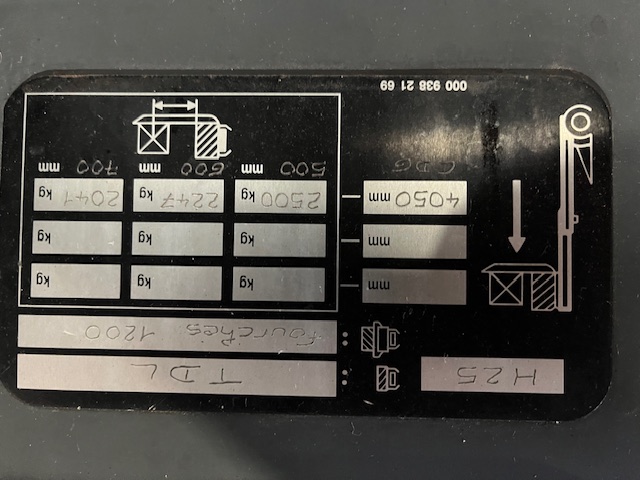 H25 TDL
fourches 1200
mm kg kg kg
mm kg kg kg
4050 mm 2500 kg 2247 kg 2041 kg
CDG 500 mm 600 mm 700 mm
000 938 21 69